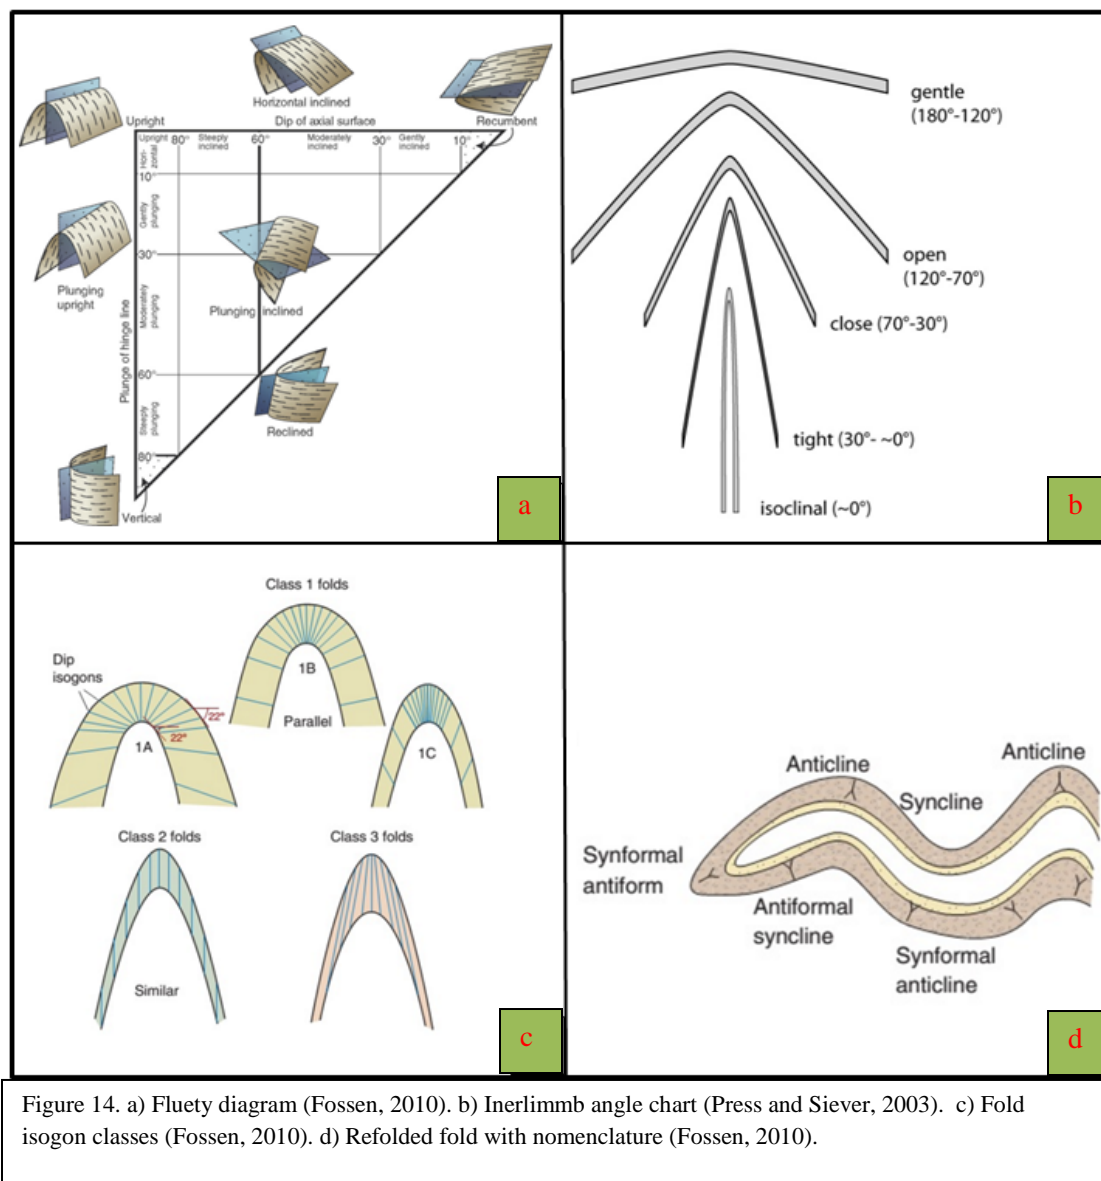 Horizontal inclined
Upright
Dip of axial surface
Recumbent
Upright 80° Steeply inclined 60° Moderately inclined 30° Gently inclined 10°
Hori-
zontal
10°
Gently
plunging
30°
Moderately
plunging
60°
Steeply
plunging
80°
Plunge of hinge line
Plunging
upright
Plunging inclined
Reclined
Vertical
a
gentle
(180°-120°)
open
(120°-70°)
close (70°-30°)
tight (30°- ~0°)
isoclinal (~0°)
b
Class 1 folds
Dip
isogons
1B
Parallel
22°
22°
1A
1C
Class 2 folds
Class 3 folds
Similar
c
Anticline
Anticline
Syncline
Synformal
antiform
Antiformal
syncline
Synformal
anticline
d
Figure 14. a) Fluety diagram (Fossen, 2010). b) Inerlimmb angle chart (Press and Siever, 2003).  c) Fold
isogon classes (Fossen, 2010). d) Refolded fold with nomenclature (Fossen, 2010).